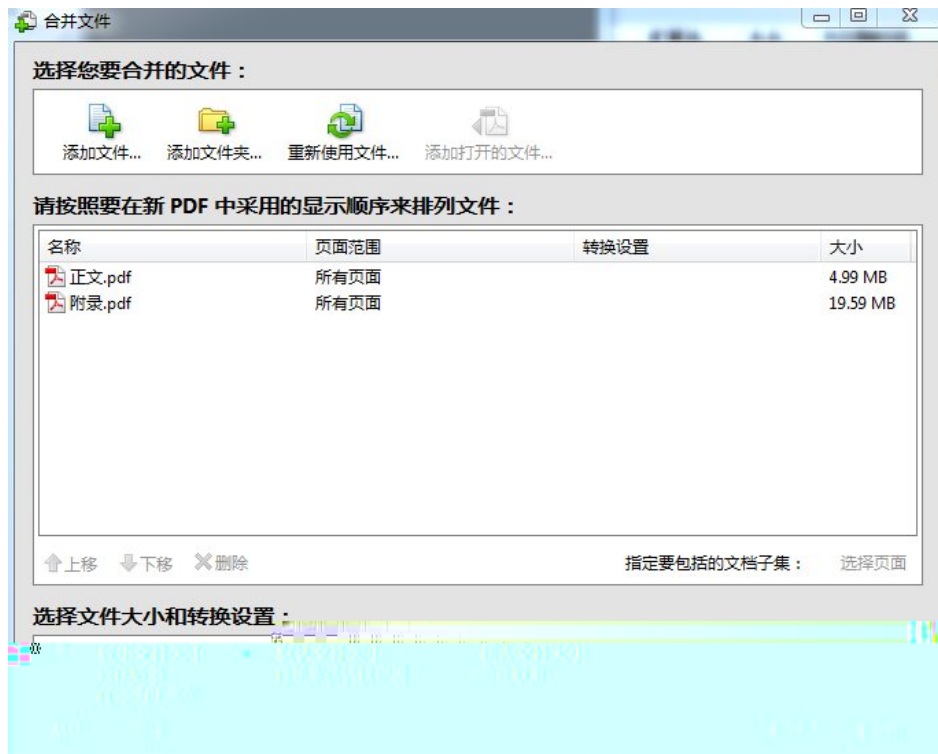 合并文件
选择您要合并的文件：
添加文件... 添加文件夹... 重新使用文件... 添加打开的文件...
请按照要在新 PDF 中采用的显示顺序来排列文件：
名称 页面范围 转换设置 大小
正文.pdf 所有页面 4.99 MB
附录.pdf 所有页面 19.59 MB
上移 下移 删除 指定要包括的文档子集： 选择页面
选择文件大小和转换设置：